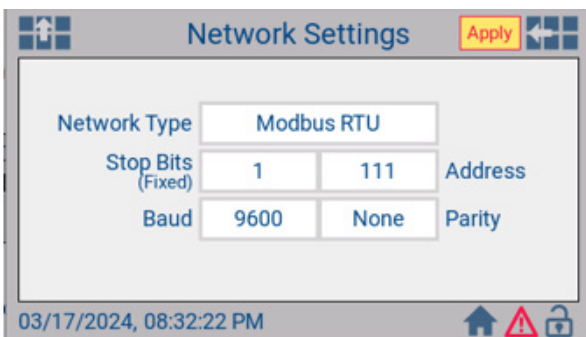 Network Settings Apply
Network Type Modbus RTU
Stop Bits 1 111 Address
(Fixed)
Baud 9600 None Parity
03/17/2024, 08:32:22 PM